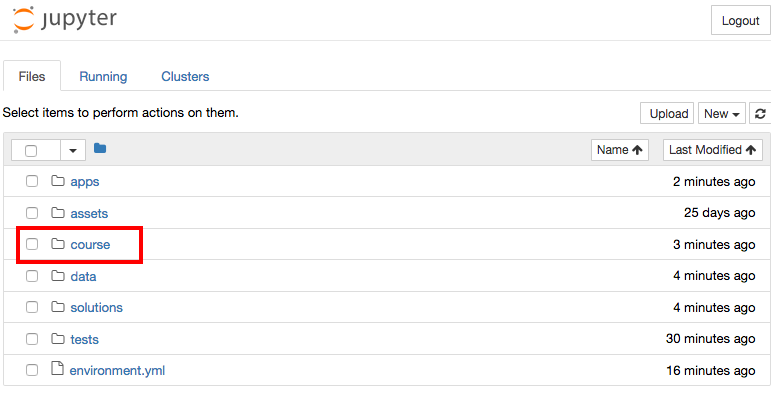 jupyter
Logout
Files Running Clusters
Select items to perform actions on them.
Upload New
Name Last Modified
apps 2 minutes ago
assets 25 days ago
course 3 minutes ago
data 4 minutes ago
solutions 4 minutes ago
tests 30 minutes ago
environment.yml 16 minutes ago